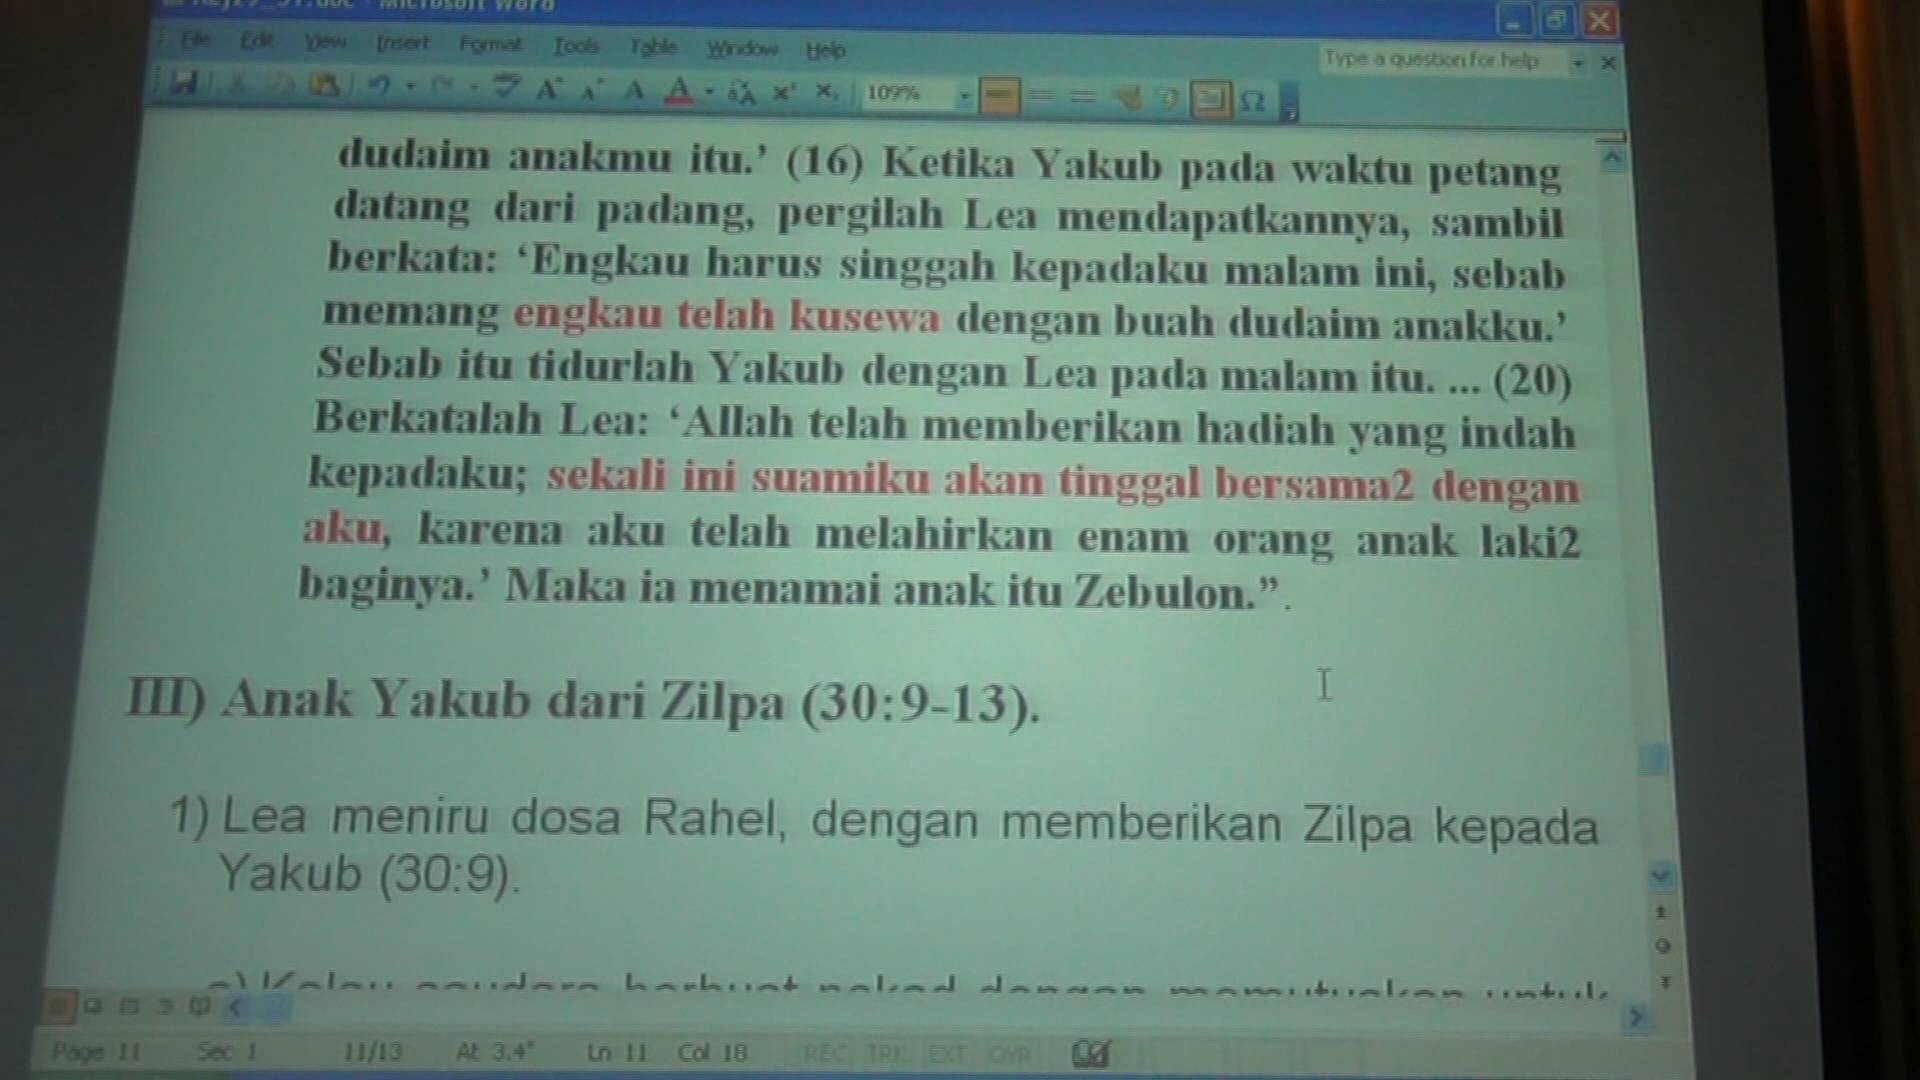 Microsoft Word
File Edit View Insert Format Tools Table Window Help
Type a question for help
109%
dudaim anakmu itu.’ (16) Ketika Yakub pada waktu petang
datang dari padang, pergilah Lea mendapatkannya, sambil
berkata: ‘Engkau harus singgah kepadaku malam ini, sebab
memang engkau telah kusewa dengan buah dudaim anakku.’
Sebab itu tidurlah Yakub dengan Lea pada malam itu. ... (20)
Berkatalah Lea: ‘Allah telah memberikan hadiah yang indah
kepadaku; sekali ini suamiku akan tinggal bersama2 dengan
aku, karena aku telah melahirkan enam orang anak laki2
baginya.’ Maka ia menamai anak itu Zebulon.”.
III) Anak Yakub dari Zilpa (30:9-13).
1) Lea meniru dosa Rahel, dengan memberikan Zilpa kepada
Yakub (30:9).
Page 11 Sec 1 11/13 At 3.4" Ln 11 Col 18 REC TRK EXT OVR